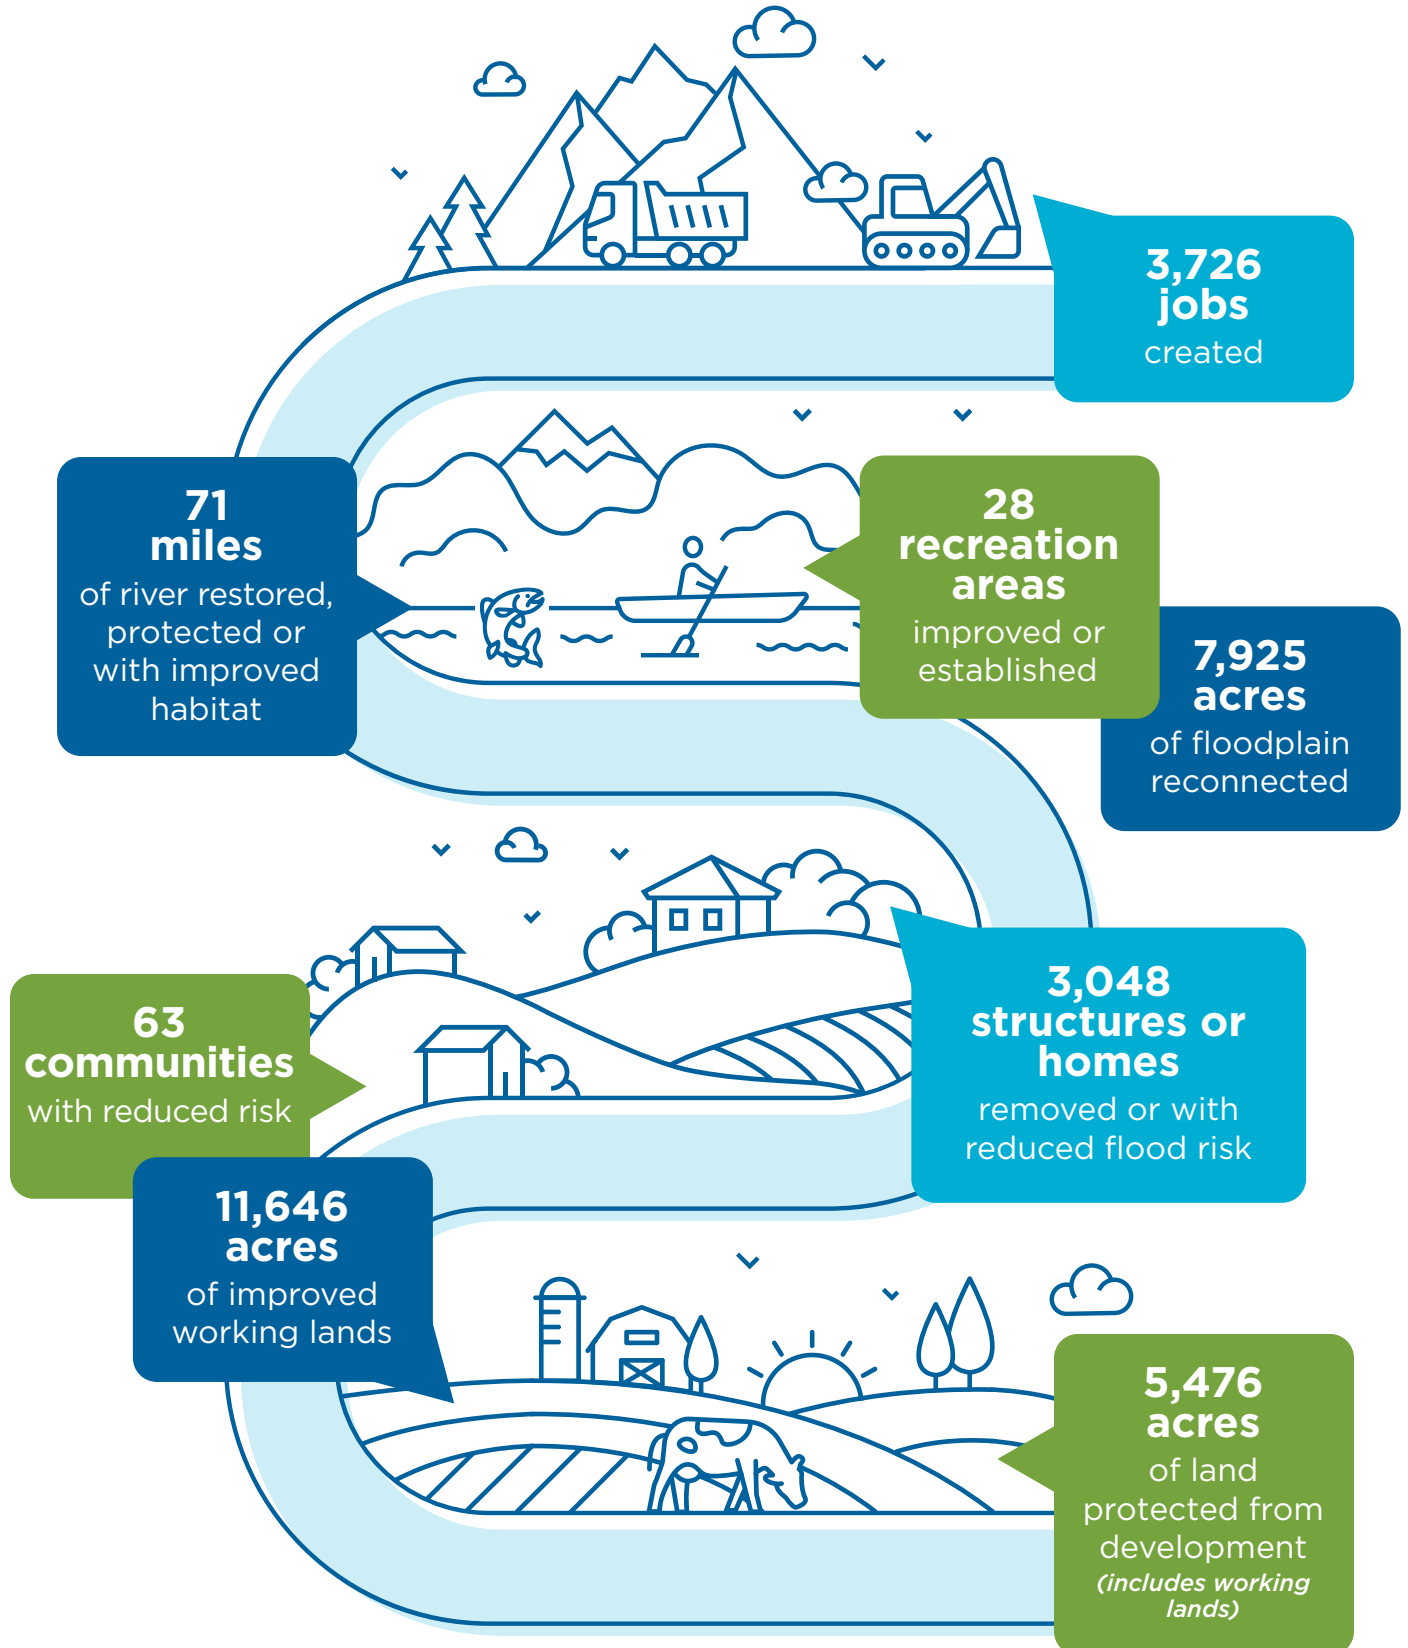 3,726
jobs
created
71
miles
of river restored,
protected or
with improved
habitat
28
recreation
areas
improved or
established
7,925
acres
of floodplain
reconnected
3,048
structures or
homes
removed or with
reduced flood risk
63
communities
with reduced risk
11,646
acres
of improved
working lands
5,476
acres
of land
protected from
development
(includes working
lands)